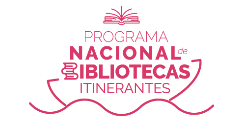 PROGRAMA
NACIONAL de
BIBLIOTECAS
ITINERANTES